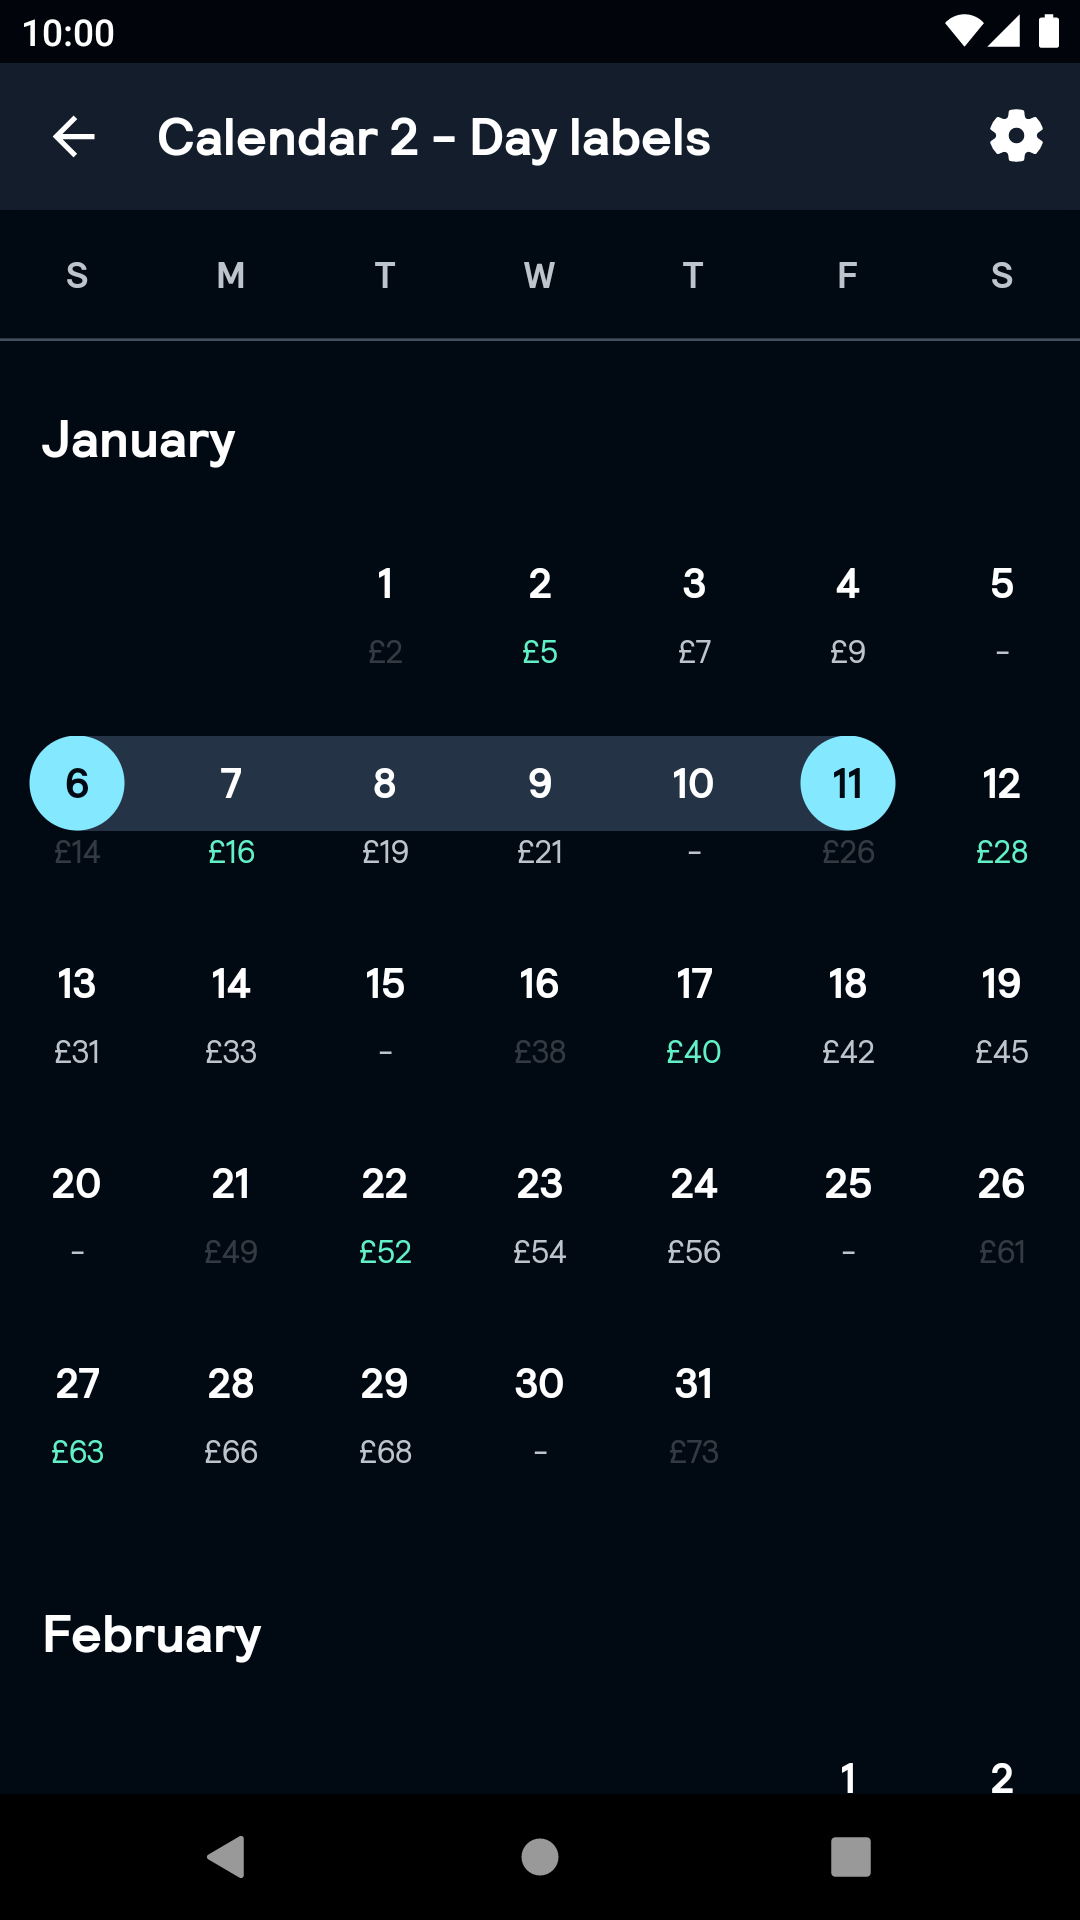 10:00
Calendar 2 - Day labels
S M T W T F S
January
1 2 3 4 5
£2 £5 £7 £9 -
6 7 8 9 10 11 12
£14 £16 £19 £21 - £26 £28
13 14 15 16 17 18 19
£31 £33 - £38 £40 £42 £45
20 21 22 23 24 25 26
- £49 £52 £54 £56 - £61
27 28 29 30 31
£63 £66 £68 - £73
February
1 2